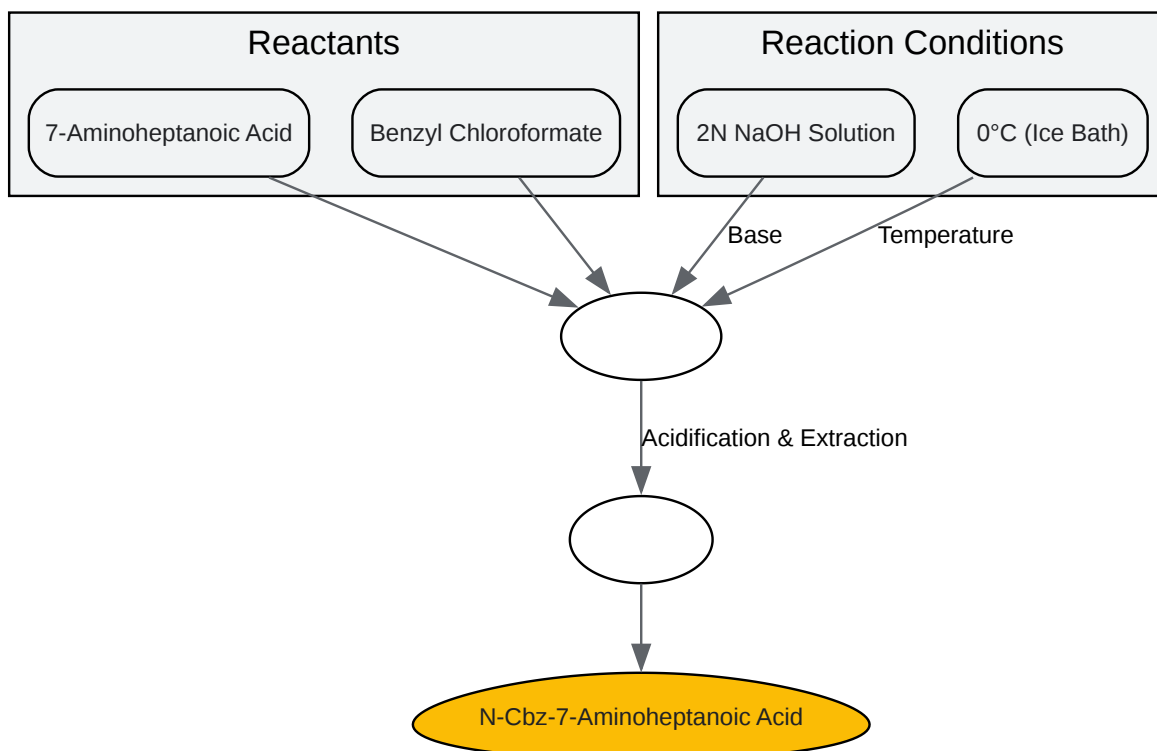 Reactants
Reaction Conditions
7-Aminoheptanoic Acid
Benzyl Chloroformate
2N NaOH Solution
0°C (Ice Bath)
Base
Temperature
Acidification & Extraction
N-Cbz-7-Aminoheptanoic Acid